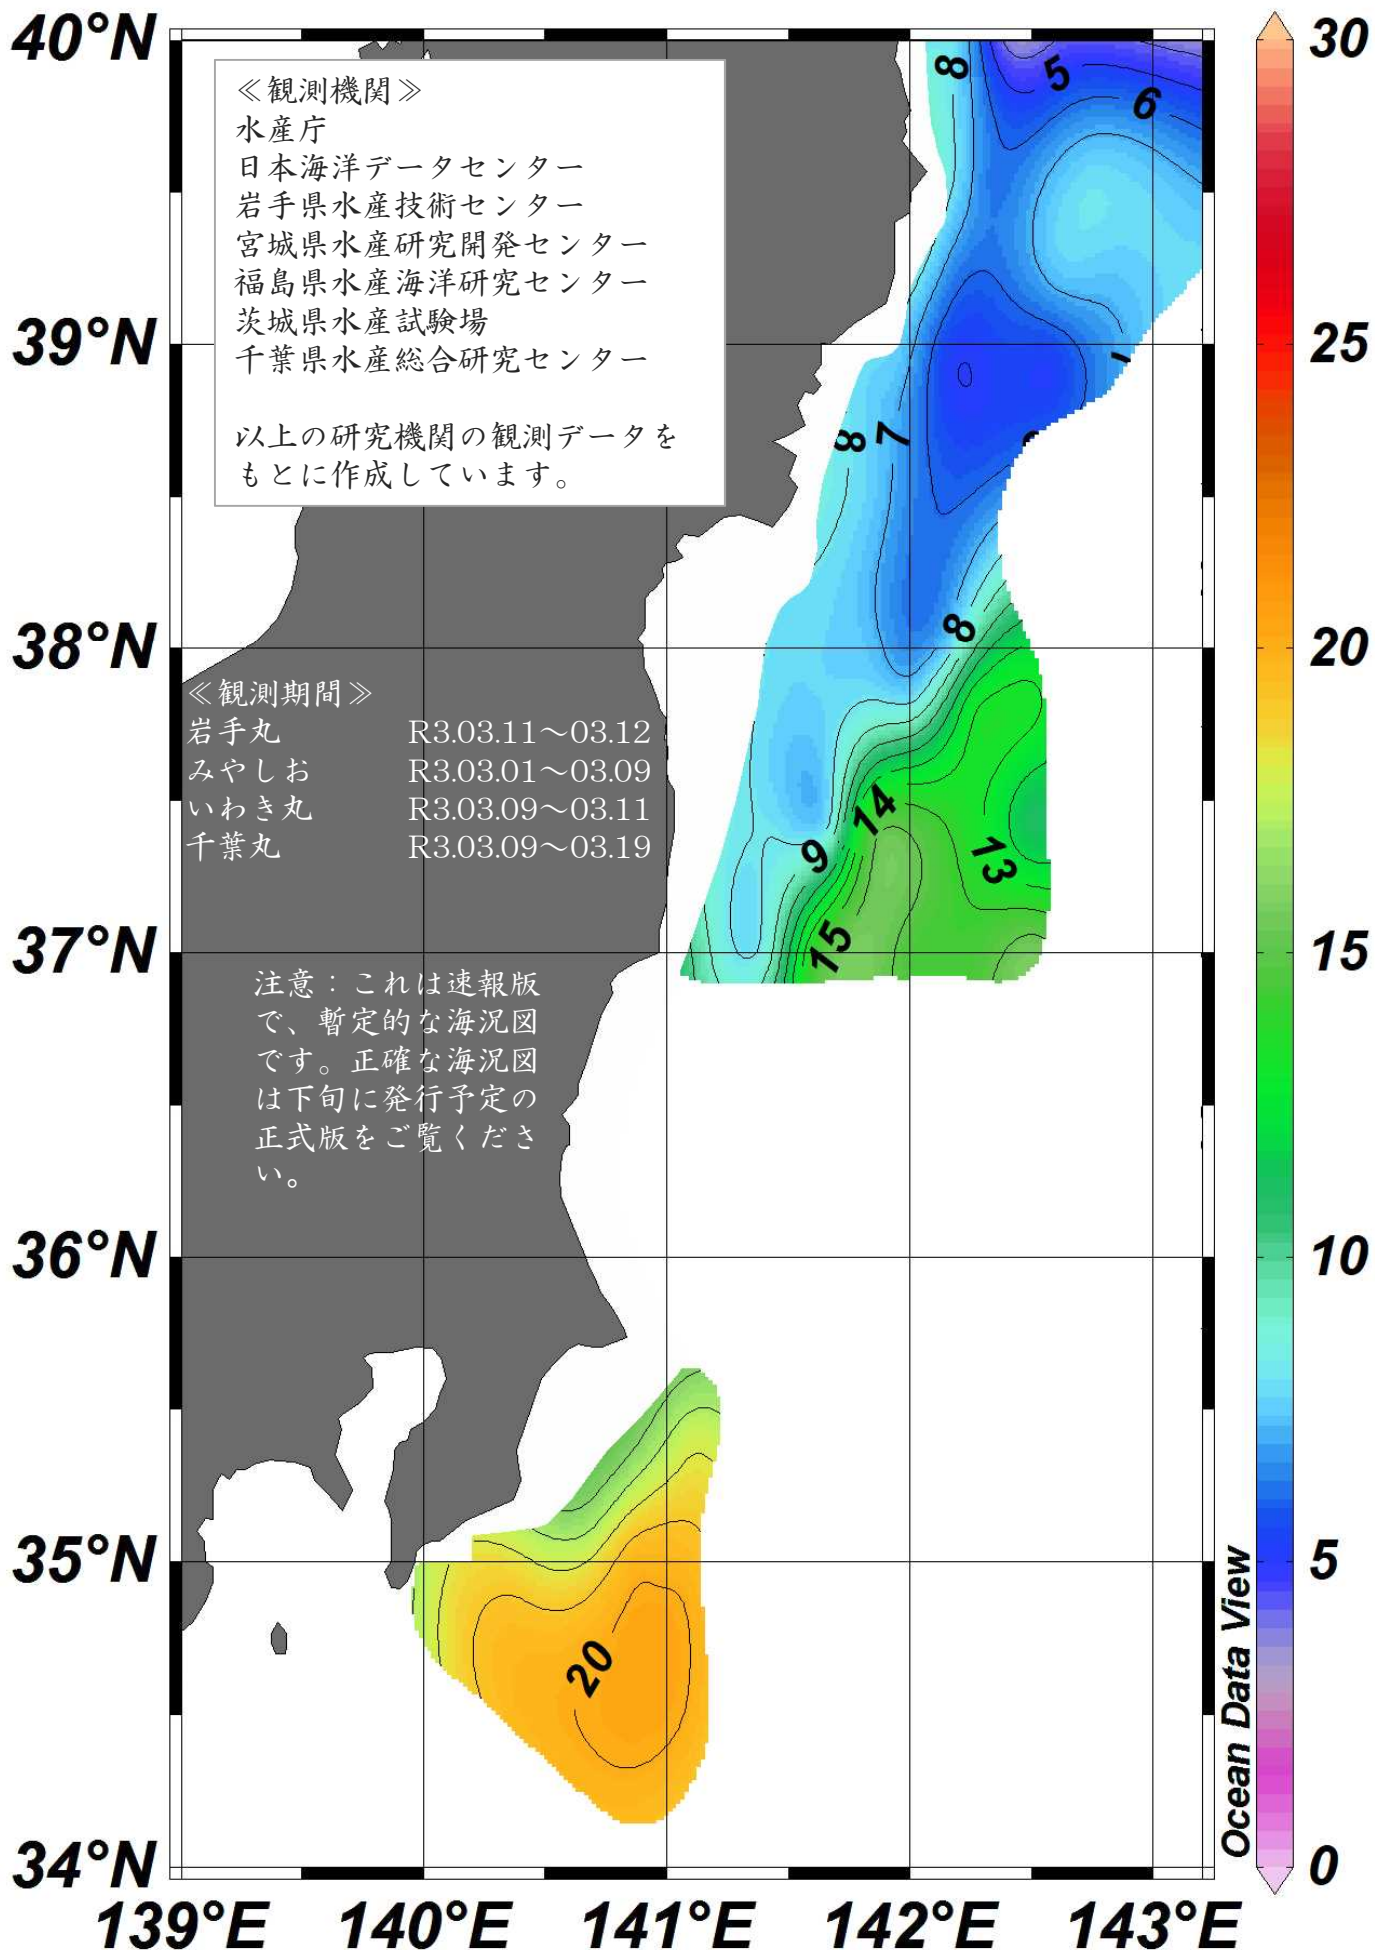 40°N
39°N
38°N
37°N
36°N
35°N
34°N
139°E 140°E 141°E 142°E 143°E
≪観測機関≫
水産庁
日本海洋データセンター
岩手県水産技術センター
宮城県水産研究開発センター
福島県水産海洋研究センター
茨城県水産試験場
千葉県水産総合研究センター
以上の研究機関の観測データを
もとに作成しています。
≪観測期間≫
岩手丸 R3.03.11～03.12
みやしお R3.03.01～03.09
いわき丸 R3.03.09～03.11
千葉丸 R3.03.09～03.19
注意：これは速報版
で、暫定的な海況図
です。正確な海況図
は下旬に発行予定の
正式版をご覧くださ
い。
8
5
6
8
7
8
14
9
13
15
20
30
25
20
15
10
5
0
Ocean Data View